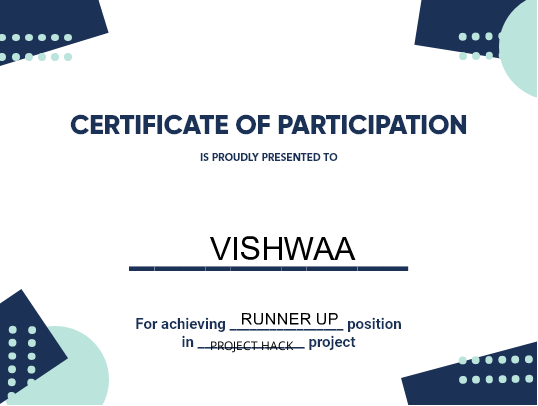 CERTIFICATE OF PARTICIPATION
IS PROUDLY PRESENTED TO
VISHWAA
For achieving RUNNER UP position
in PROJECT HACK project